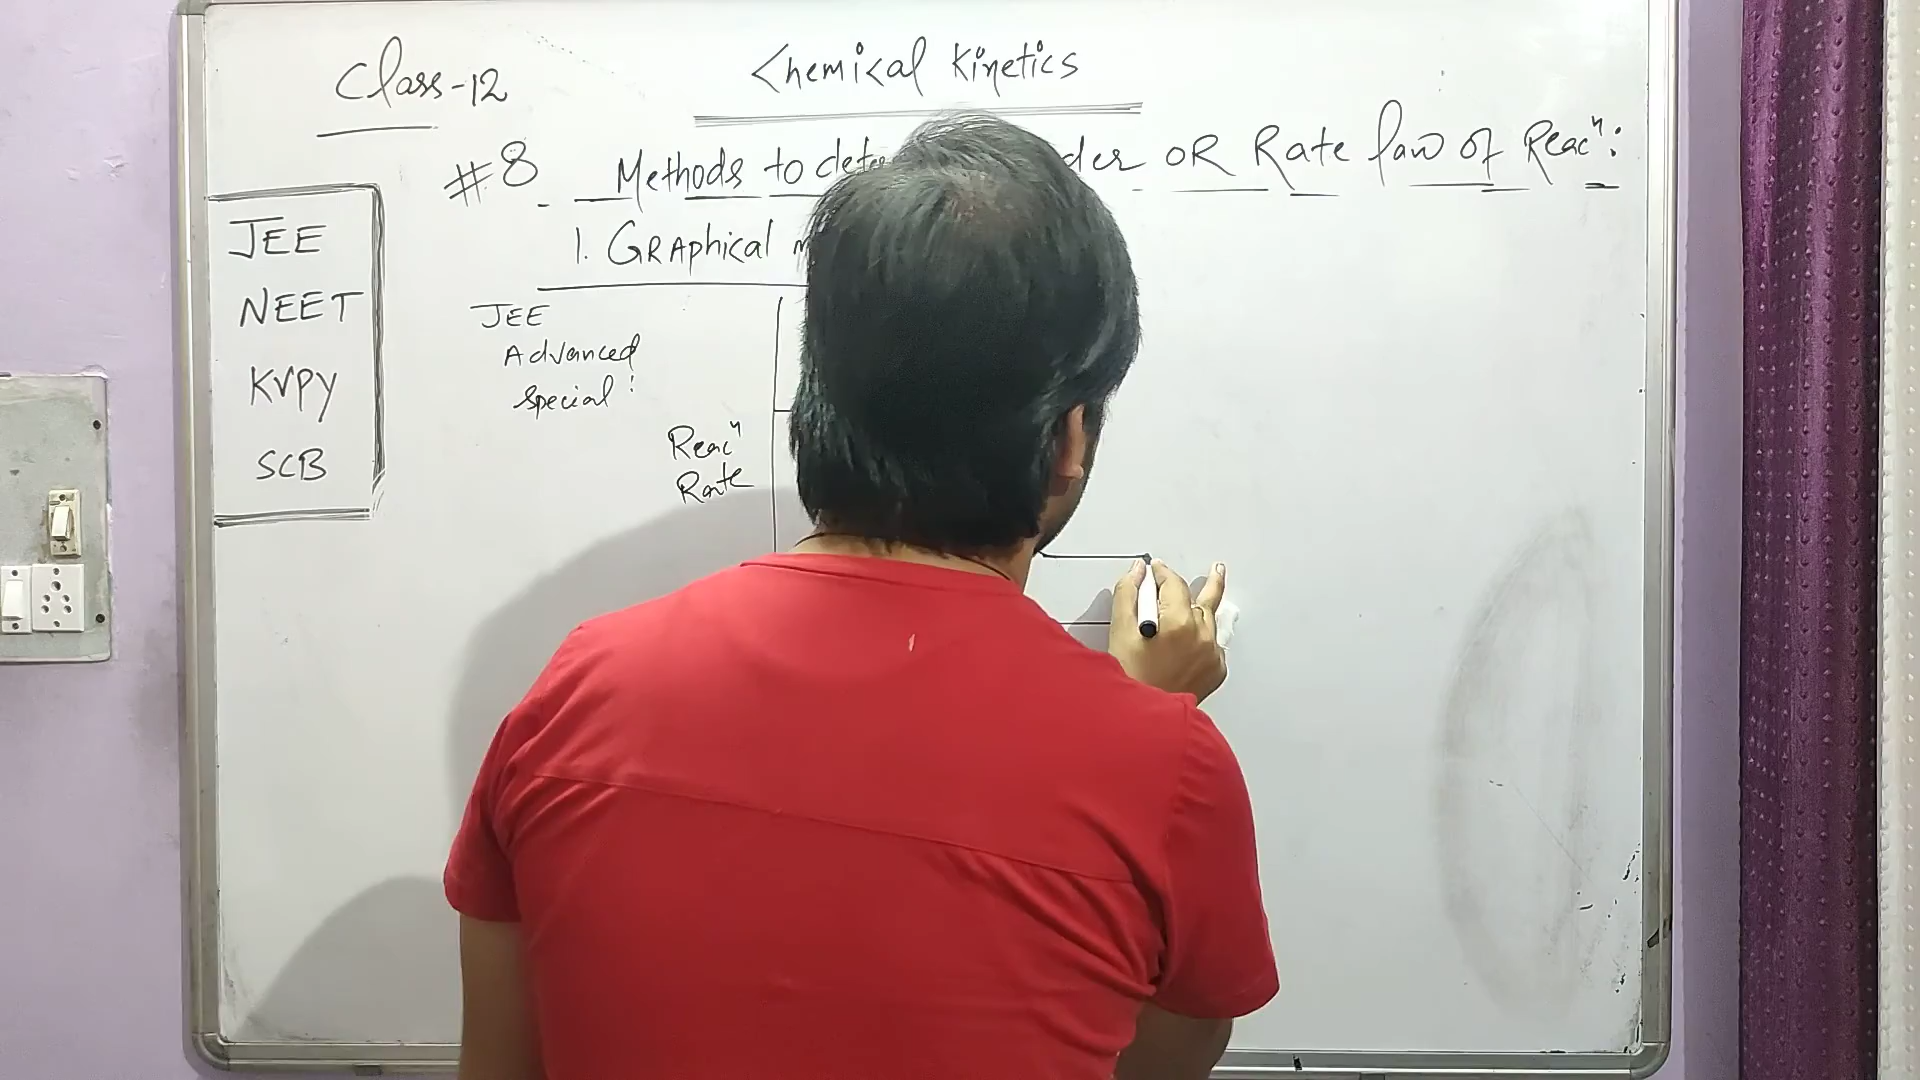 Class-12
Chemical Kinetics
#8. Methods to der OR Rate law of Reacⁿ:
1. GRAphical
JEE
Advanced
special!
Reacⁿ
Rate
JEE
NEET
KVPY
SCB